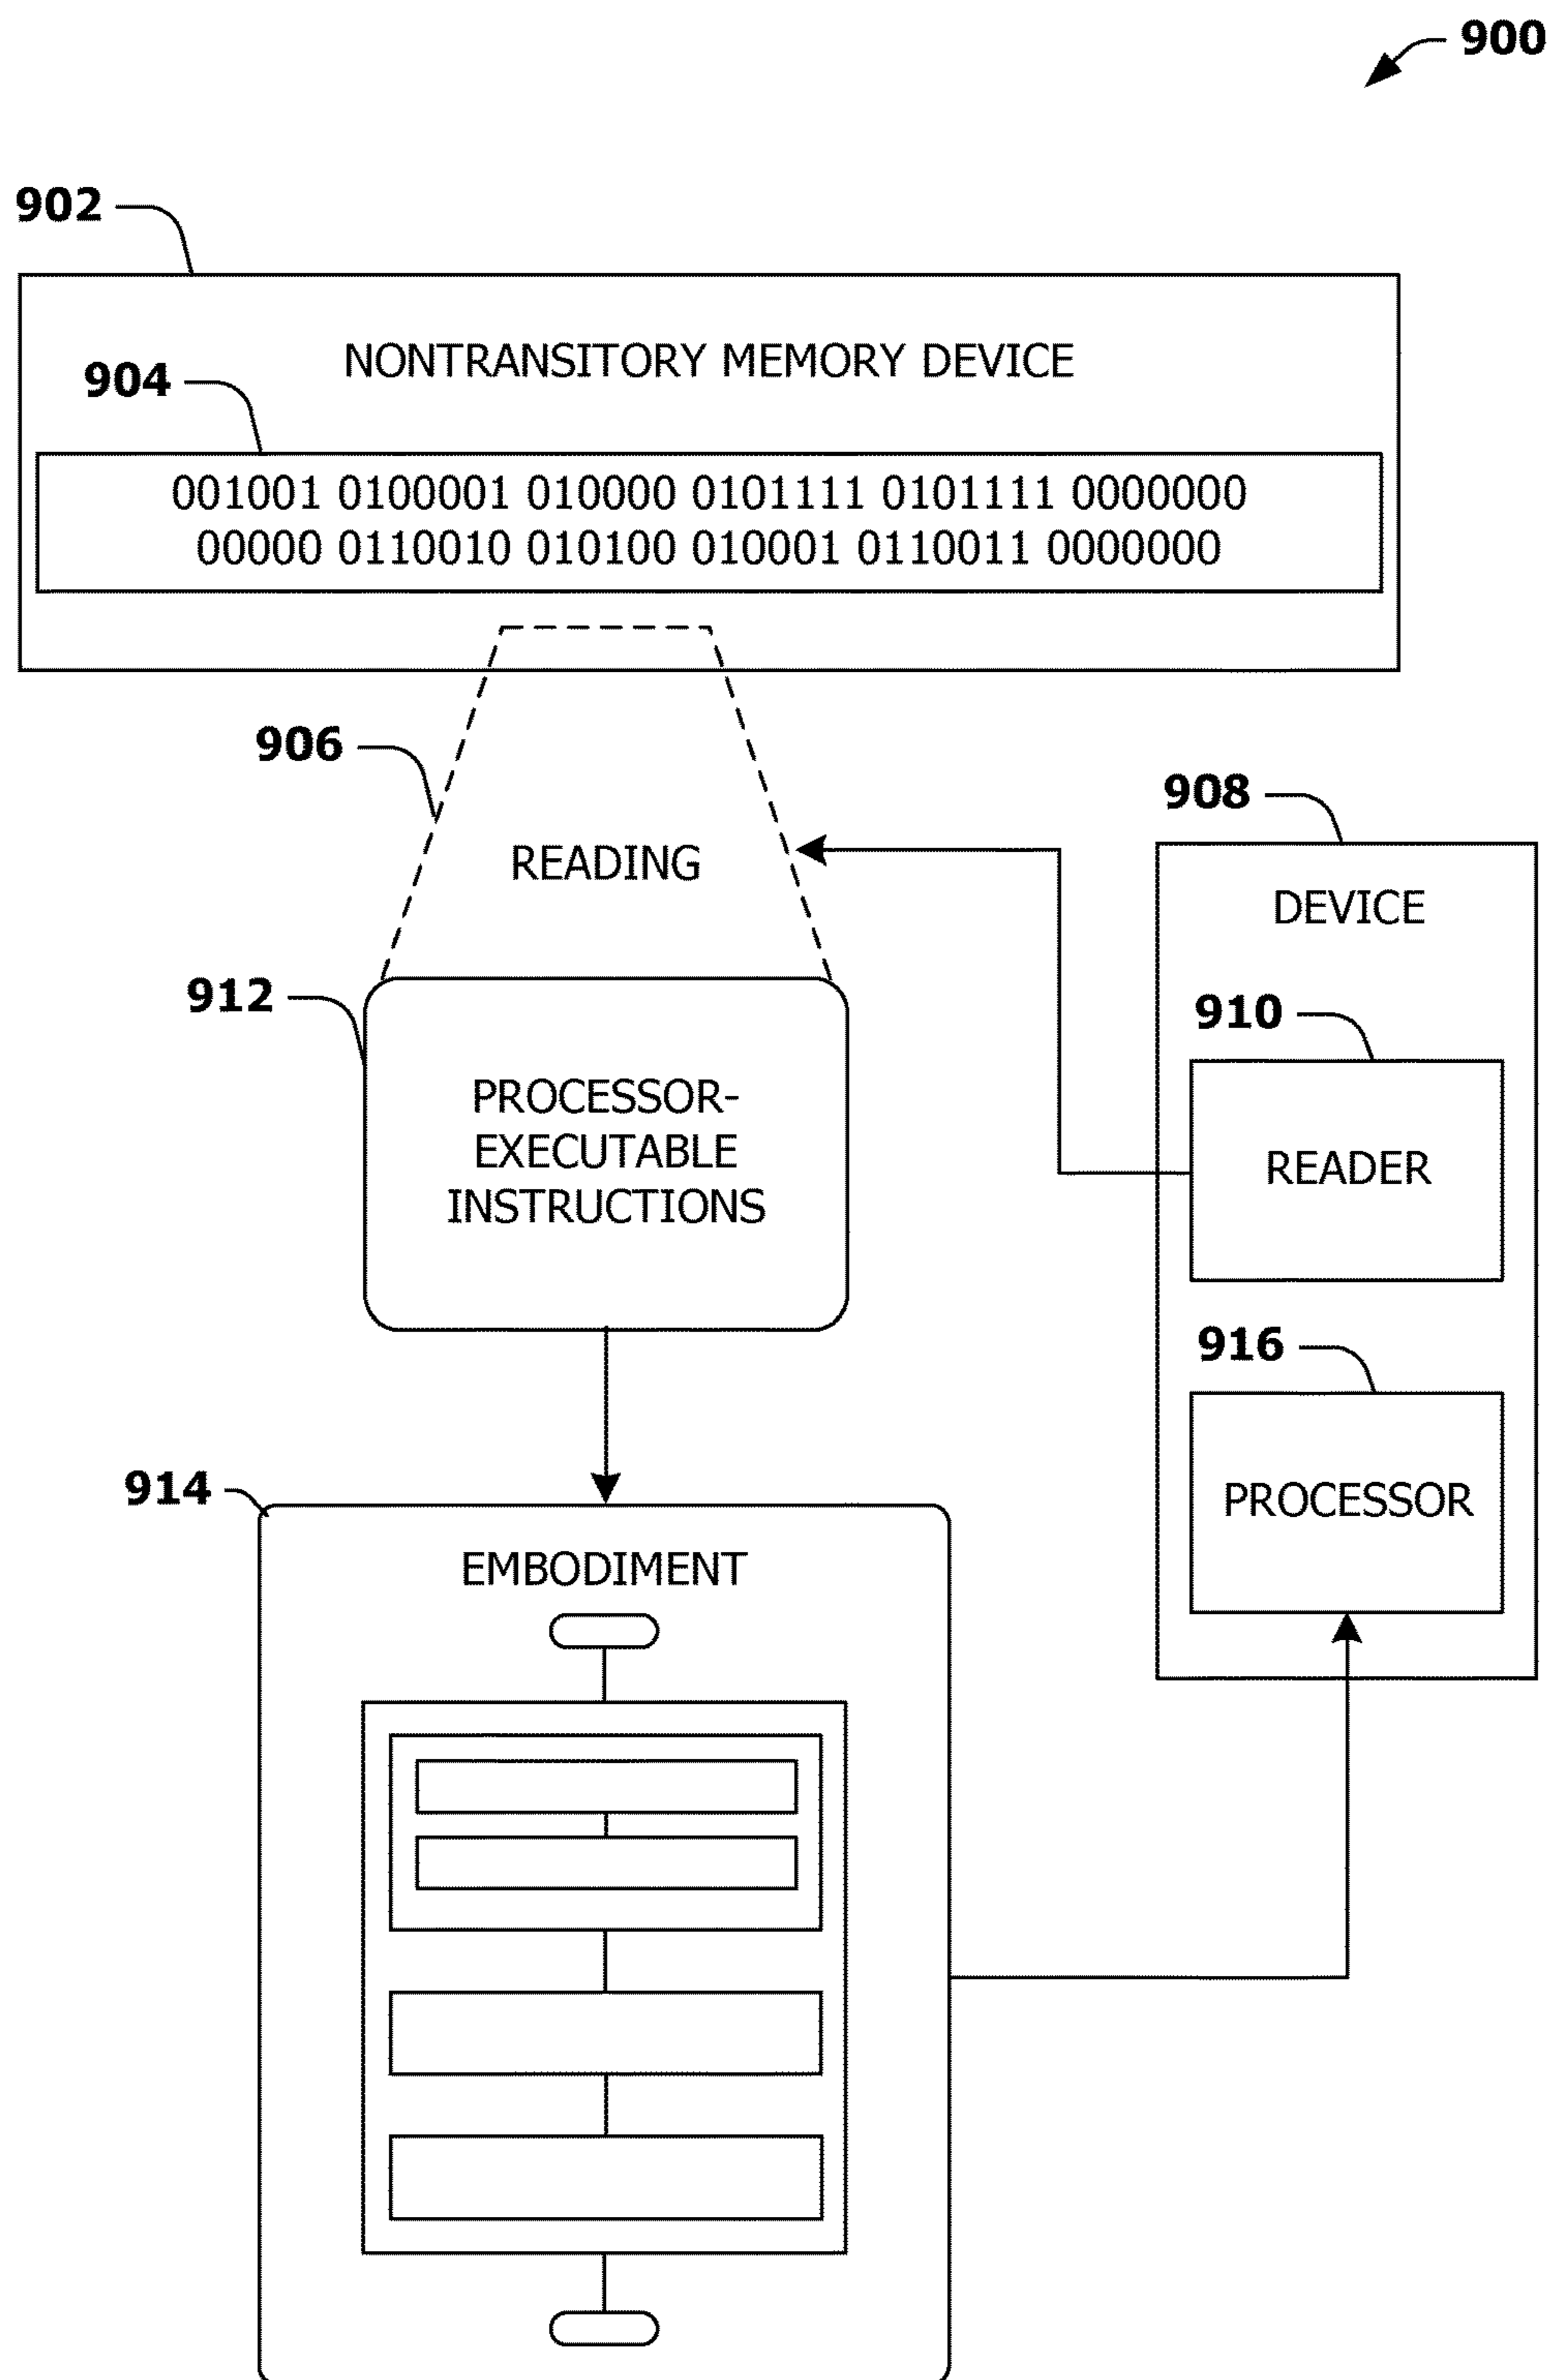 900
902
NONTRANSITORY MEMORY DEVICE
904
001001 0100001 010000 0101111 0101111 0000000
00000 0110010 010100 010001 0110011 0000000
906
READING
908
DEVICE
912
PROCESSOR-
EXECUTABLE
INSTRUCTIONS
910
READER
916
PROCESSOR
914
EMBODIMENT